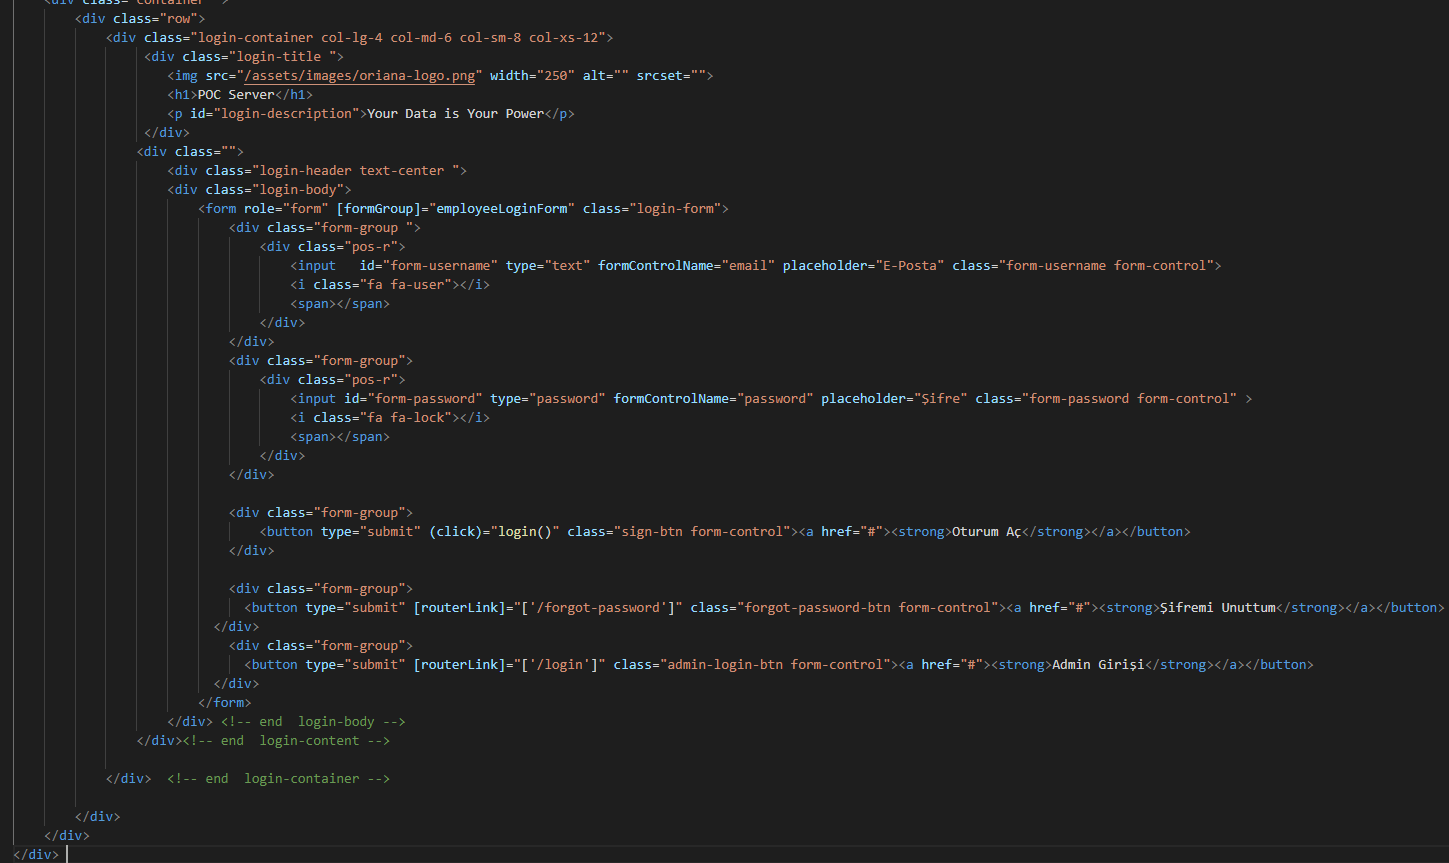 <div class="container ">
<div class="row">
<div class="login-container col-lg-4 col-md-6 col-sm-8 col-xs-12">
<div class="login-title ">
<img src="/assets/images/oriana-logo.png" width="250" alt="" srcset="">
<h1>POC Server</h1>
<p id="login-description">Your Data is Your Power</p>
</div>
<div class="">
<div class="login-header text-center ">
<div class="login-body">
<form role="form" [formGroup]="employeeLoginForm" class="login-form">
<div class="form-group ">
<div class="pos-r">
<input   id="form-username" type="text" formControlName="email" placeholder="E-Posta" class="form-username form-control">
<i class="fa fa-user"></i>
<span></span>
</div>
</div>
<div class="form-group">
<div class="pos-r">
<input id="form-password" type="password" formControlName="password" placeholder="Şifre" class="form-password form-control" >
<i class="fa fa-lock"></i>
<span></span>
</div>
</div>
<div class="form-group">
<button type="submit" (click)="login()" class="sign-btn form-control"><a href="#"><strong>Oturum Aç</strong></a></button>
</div>
<div class="form-group">
<button type="submit" [routerLink]="['/forgot-password']" class="forgot-password-btn form-control"><a href="#"><strong>Şifremi Unuttum</strong></a></button>
</div>
<div class="form-group">
<button type="submit" [routerLink]="['/login']" class="admin-login-btn form-control"><a href="#"><strong>Admin Girişi</strong></a></button>
</div>
</form>
</div> <!-- end  login-body -->
</div><!-- end  login-content -->
</div>  <!-- end  login-container -->
</div>
</div>
</div>